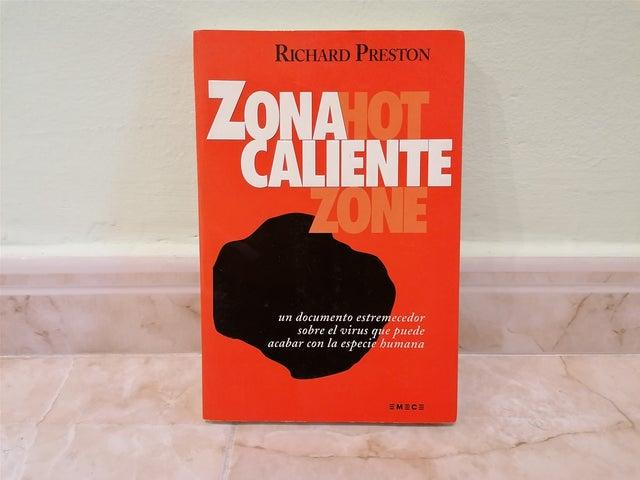 RICHARD PRESTON
ZONA HOT
CALIENTE
ZONE
un documento estremecedor
sobre el virus que puede
acabar con la especie humana
EMECE